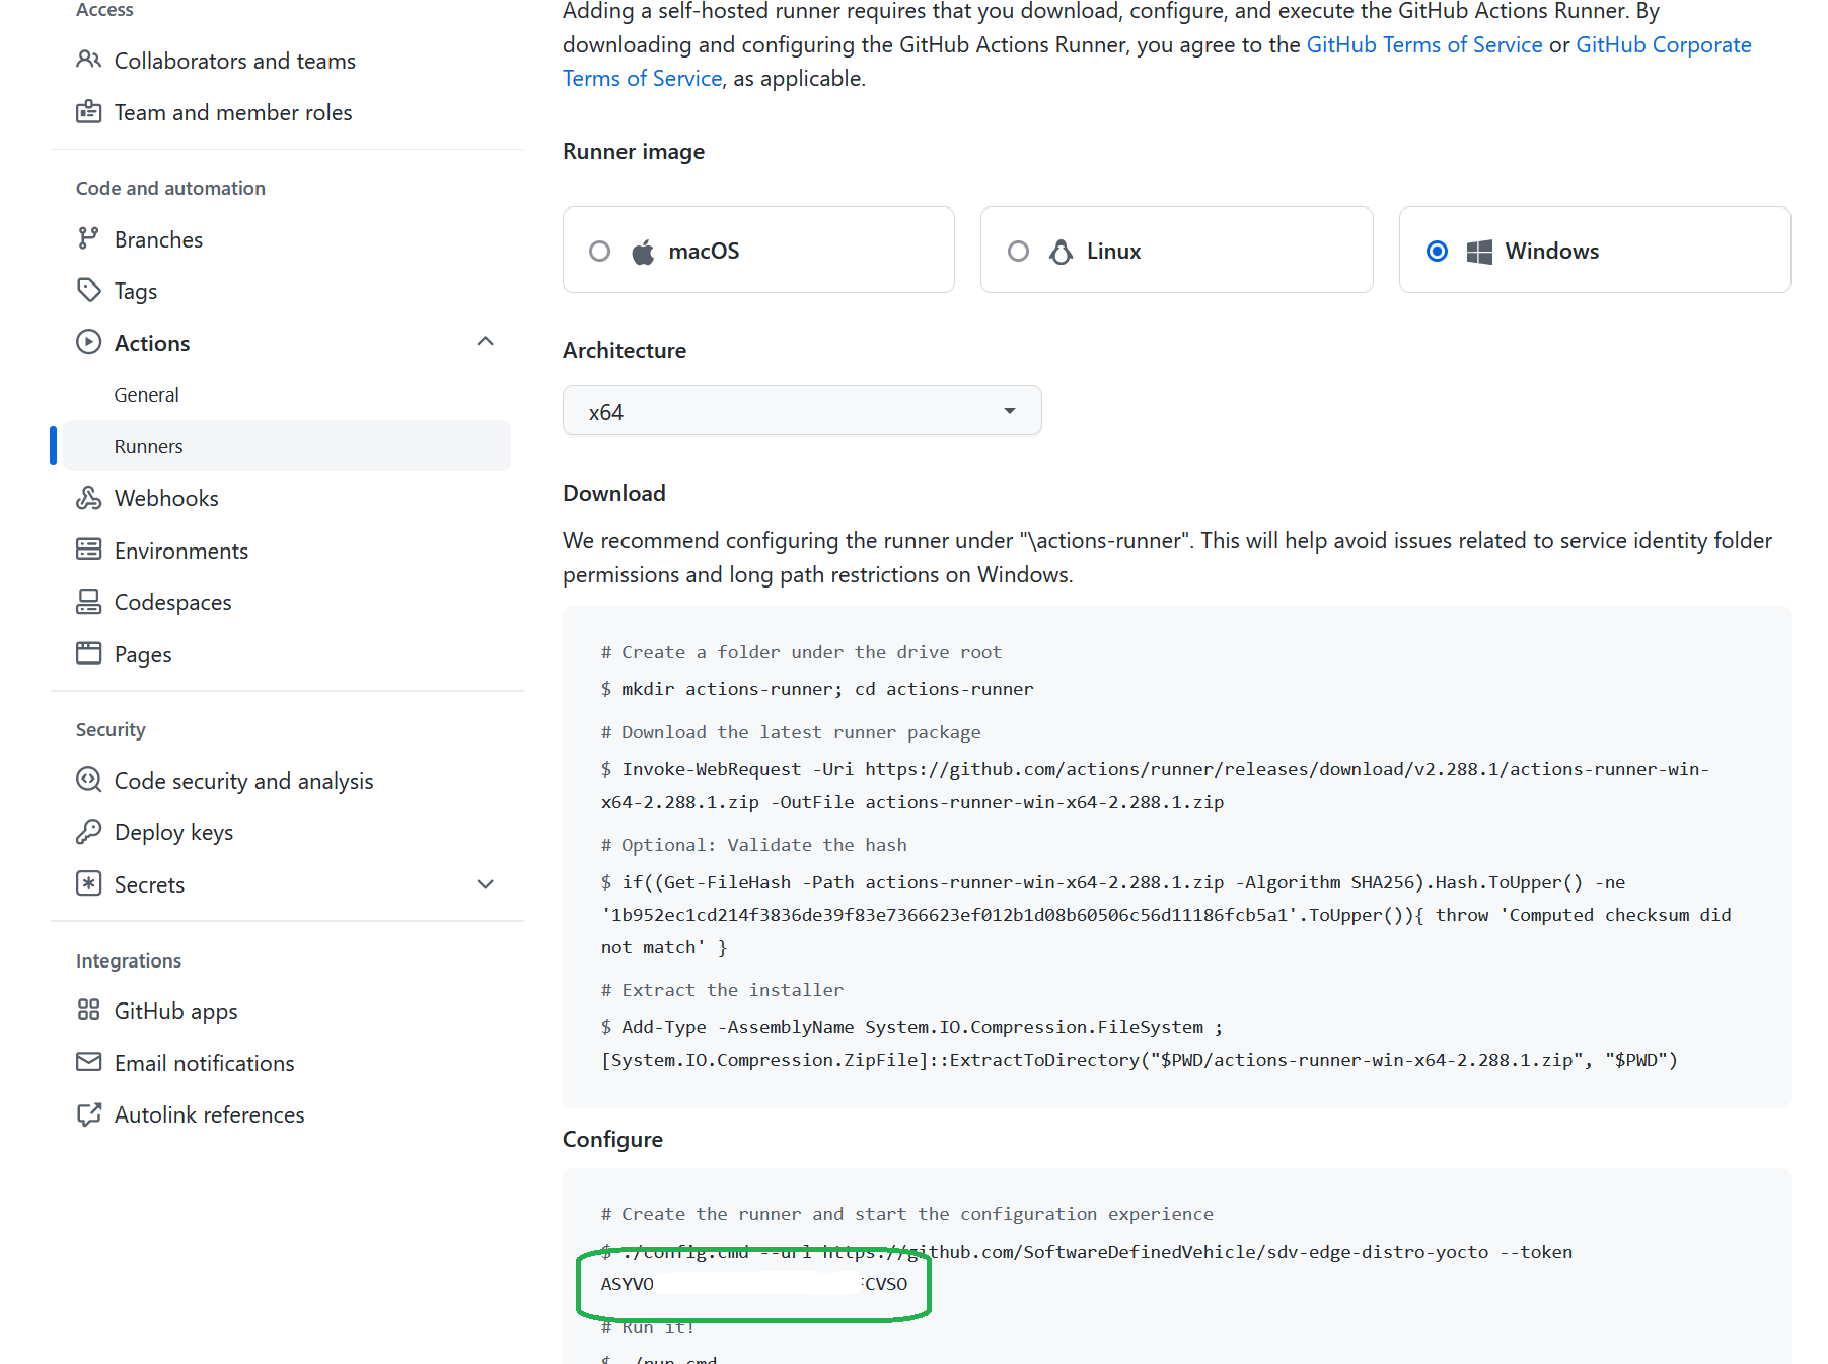 Access
Collaborators and teams
Team and member roles
Code and automation
Branches
Tags
Actions
General
Runners
Webhooks
Environments
Codespaces
Pages
Security
Code security and analysis
Deploy keys
Secrets
Integrations
GitHub apps
Email notifications
Autolink references
Adding a self-hosted runner requires that you download, configure, and execute the GitHub Actions Runner. By
downloading and configuring the GitHub Actions Runner, you agree to the GitHub Terms of Service or GitHub Corporate
Terms of Service, as applicable.
Runner image
macOS
Linux
Windows
Architecture
x64
Download
We recommend configuring the runner under "\actions-runner". This will help avoid issues related to service identity folder
permissions and long path restrictions on Windows.
# Create a folder under the drive root
$ mkdir actions-runner; cd actions-runner
# Download the latest runner package
$ Invoke-WebRequest -Uri https://github.com/actions/runner/releases/download/v2.288.1/actions-runner-win-
x64-2.288.1.zip -OutFile actions-runner-win-x64-2.288.1.zip
# Optional: Validate the hash
$ if((Get-FileHash -Path actions-runner-win-x64-2.288.1.zip -Algorithm SHA256).Hash.ToUpper() -ne
'1b952ec1cd214f3836de39f83e7366623ef012b1d08b60506c56d11186fcb5a1'.ToUpper()){ throw 'Computed checksum did
not match' }
# Extract the installer
$ Add-Type -AssemblyName System.IO.Compression.FileSystem ;
[System.IO.Compression.ZipFile]::ExtractToDirectory("$PWD/actions-runner-win-x64-2.288.1.zip", "$PWD")
Configure
# Create the runner and start the configuration experience
$ ./config.cmd --url https://github.com/SoftwareDefinedVehicle/sdv-edge-distro-yocto --token
ASYVO CVSO
# Run it!
$ ./run.cmd